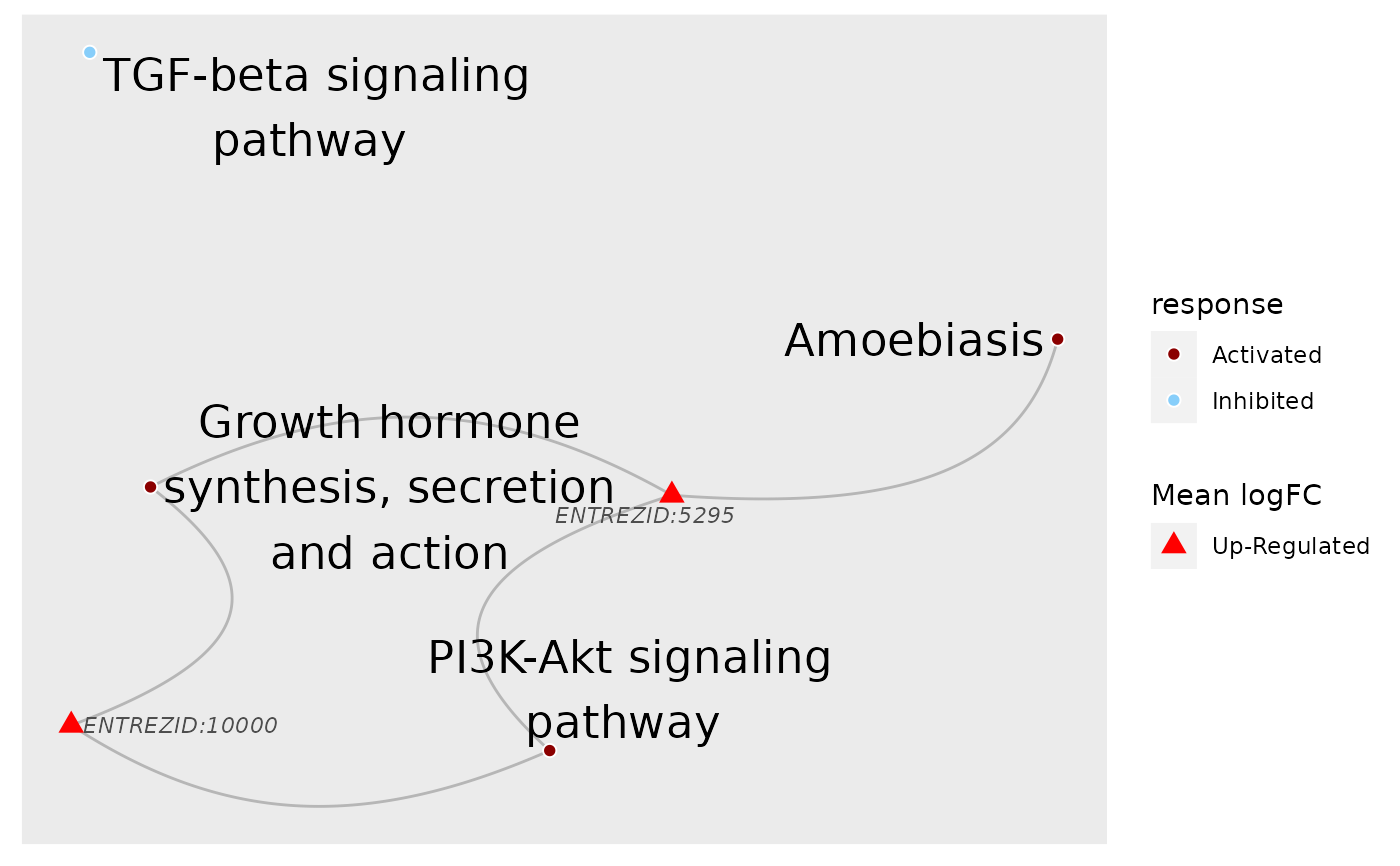 TGF-beta signaling
pathway
Amoebiasis
Growth hormone
synthesis, secretion
and action
ENTREZID:5295
PI3K-Akt signaling
pathway
ENTREZID:10000
response
Activated
Inhibited
Mean logFC
Up-Regulated